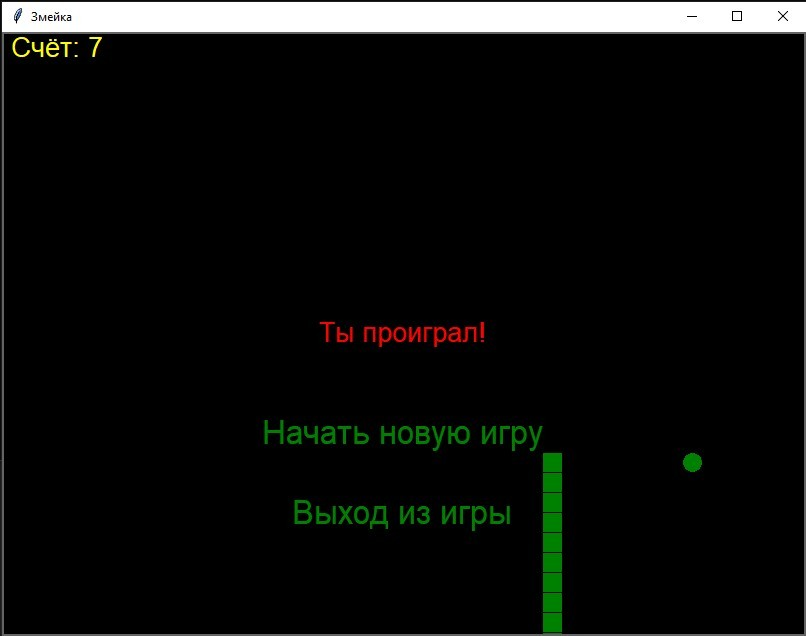 Змейка
Счёт: 7
Ты проиграл!
Начать новую игру
Выход из игры